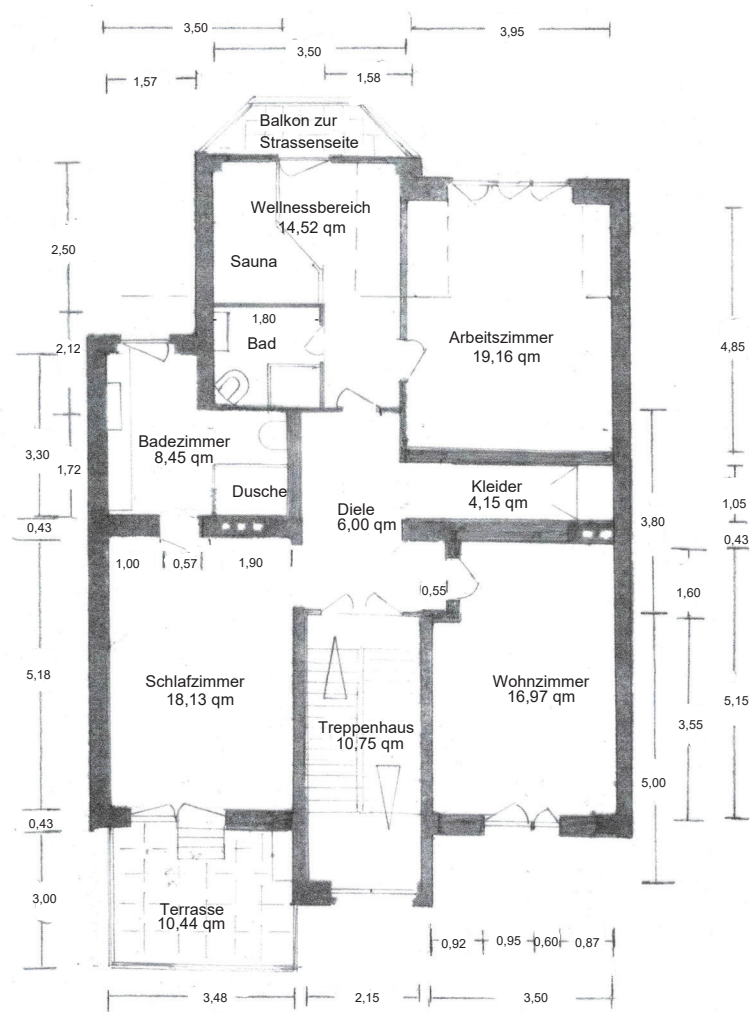 3,50
3,95
3,50
1,57
1,58
Balkon zur
Strassenseite
Wellnessbereich
14,52 qm
2,50
Sauna
1,80
Bad
Arbeitszimmer
19,16 qm
4,85
2,12
Badezimmer
8,45 qm
3,30
1,72
Dusche
Kleider
4,15 qm
Diele
6,00 qm
1,05
3,80
0,43
0,43
1,00
0,57
1,90
0,55
1,60
5,18
Schlafzimmer
18,13 qm
Wohnzimmer
16,97 qm
5,15
Treppenhaus
10,75 qm
3,55
5,00
0,43
3,00
Terrasse
10,44 qm
0,92
0,95
0,60
0,87
3,48
2,15
3,50